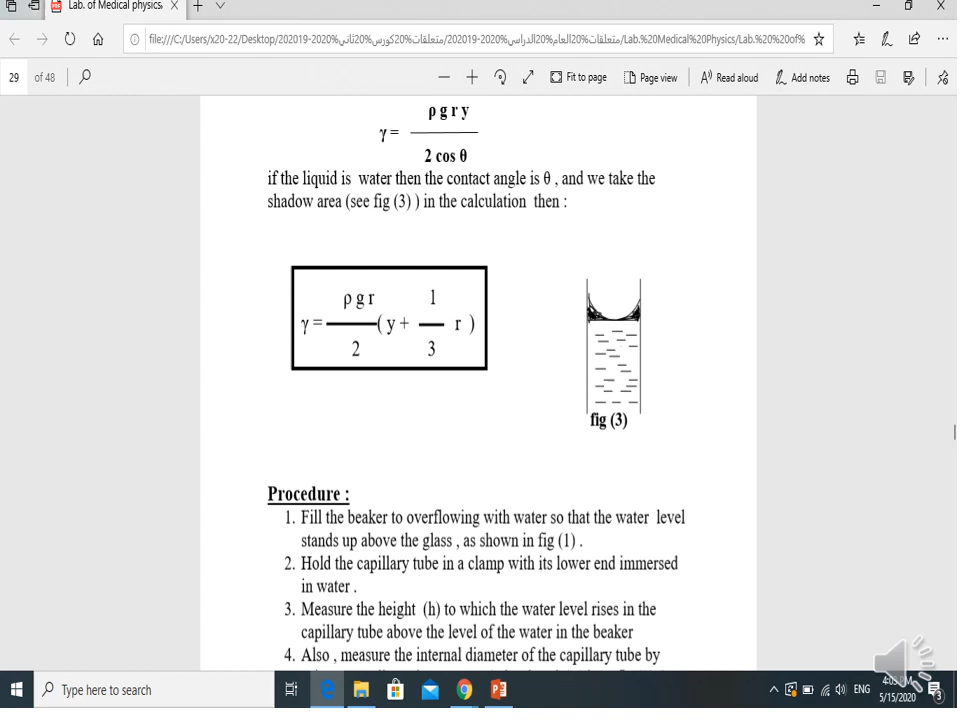 Lab. of Medical physics
file:///C:/Users/x20-22/Desktop/202019-2020%متعلقات%20كورس%20ثاني/202019-2020%متعلقات%20العام%20الدراسي/Lab.%20Medical%20Physics/Lab.%20%20of%
29 of 48
Fit to page
Page view
Read aloud
Add notes
ρ g r y
γ =
2 cos θ
if the liquid is water then the contact angle is θ , and we take the
shadow area (see fig (3) ) in the calculation then :
ρ g r 1
γ = ( y + r )
2 3
fig (3)
Procedure :
1. Fill the beaker to overflowing with water so that the water level
stands up above the glass , as shown in fig (1) .
2. Hold the capillary tube in a clamp with its lower end immersed
in water .
3. Measure the height (h) to which the water level rises in the
capillary tube above the level of the water in the beaker
4. Also , measure the internal diameter of the capillary tube by
Type here to search
ENG
5/15/2020
3